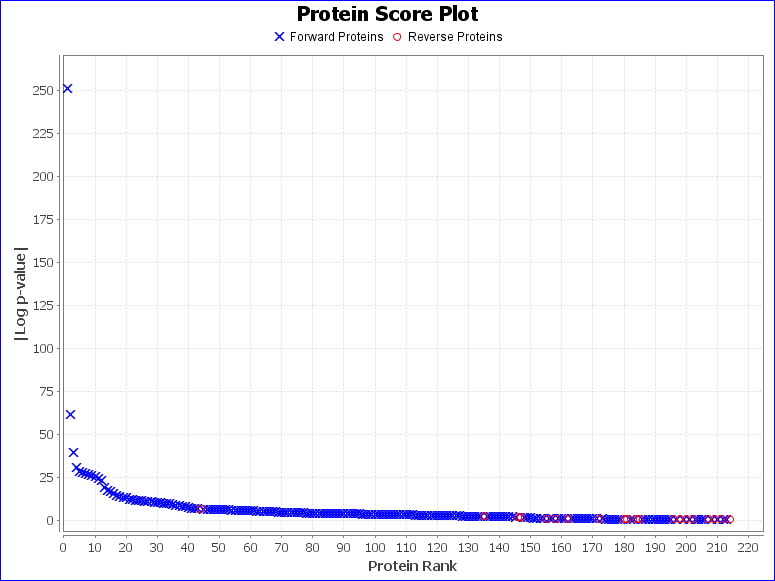 Protein Score Plot
Forward Proteins Reverse Proteins
250
225
200
175
150
125
100
75
50
25
0
|Log p-value|
0 10 20 30 40 50 60 70 80 90 100 110 120 130 140 150 160 170 180 190 200 210 220
Protein Rank